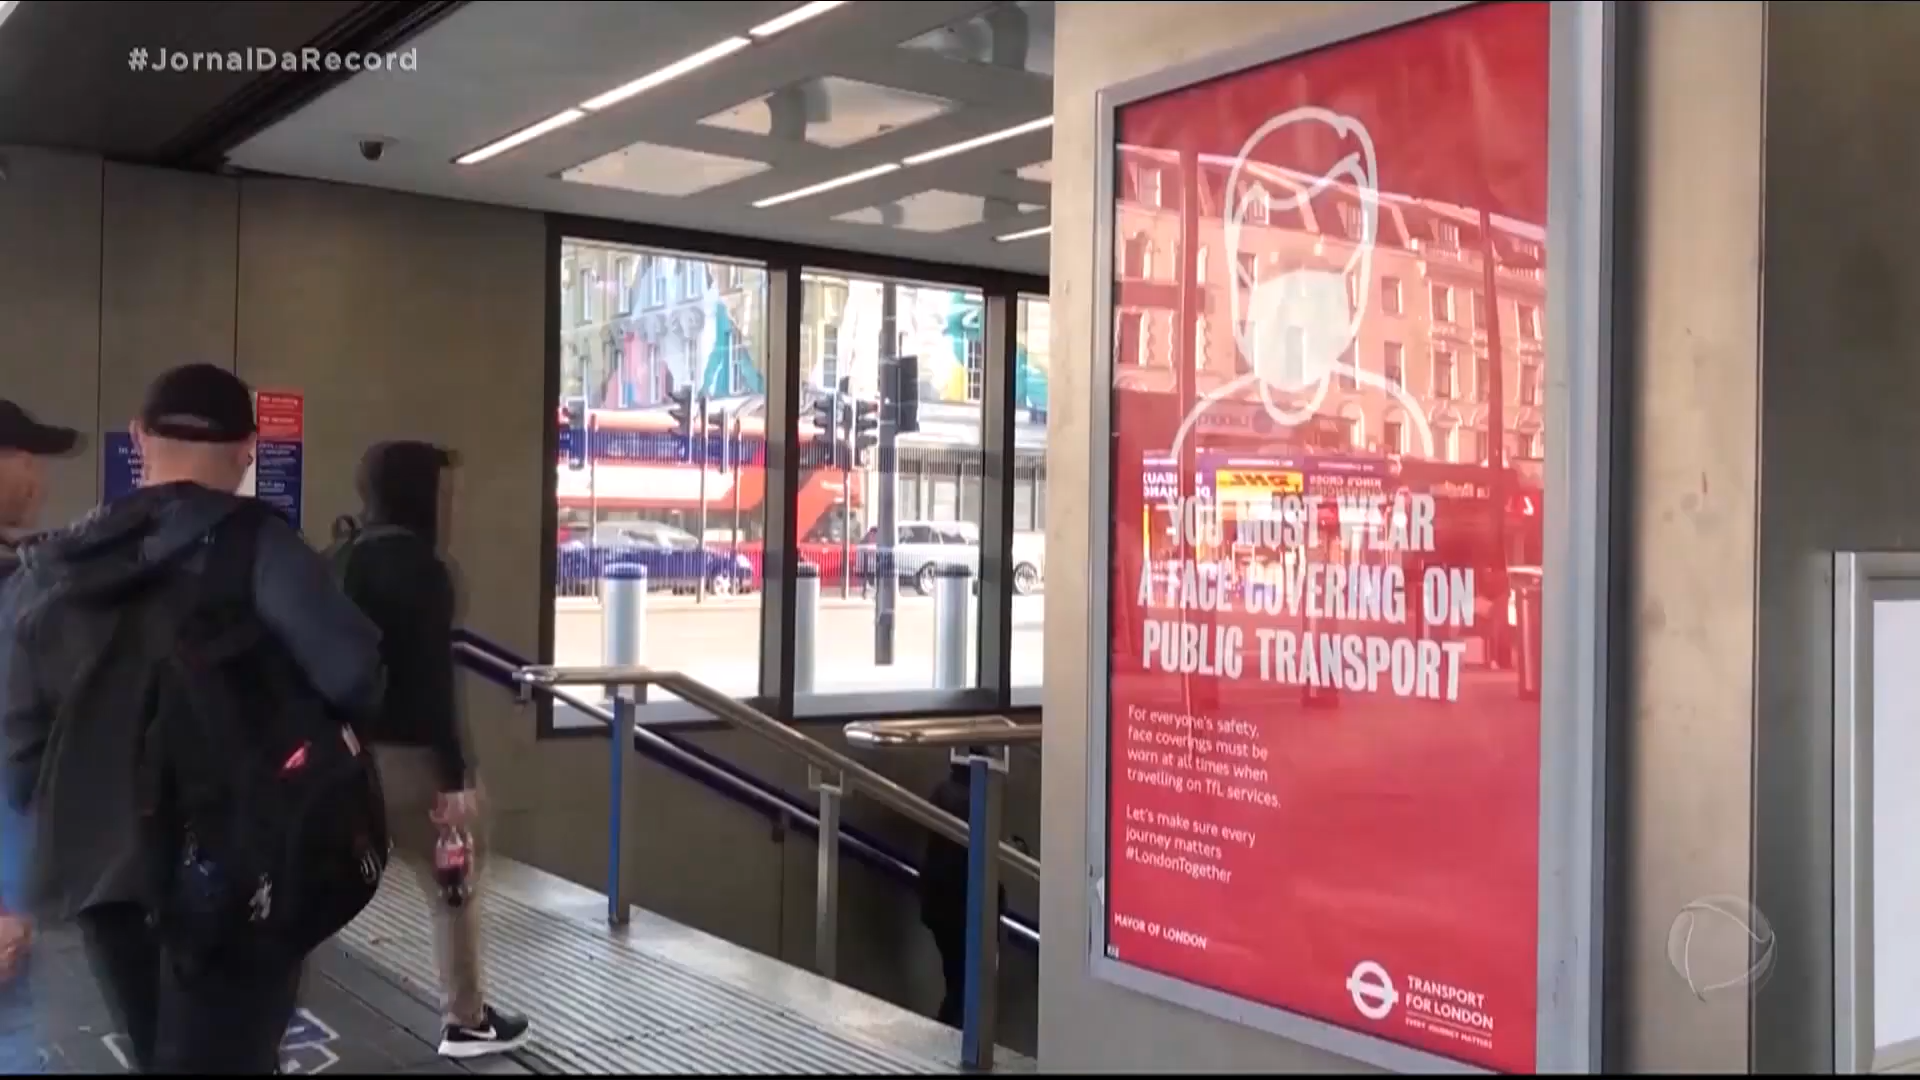 #JornalDaRecord
DHL
YOU MUST WEAR
A FACE COVERING ON
PUBLIC TRANSPORT
For everyone's safety,
face coverings must be
worn at all times when
travelling on TfL services.
Let's make sure every
journey matters
#LondonTogether
MAYOR OF LONDON
TRANSPORT
FOR LONDON
EVERY JOURNEY MATTERS